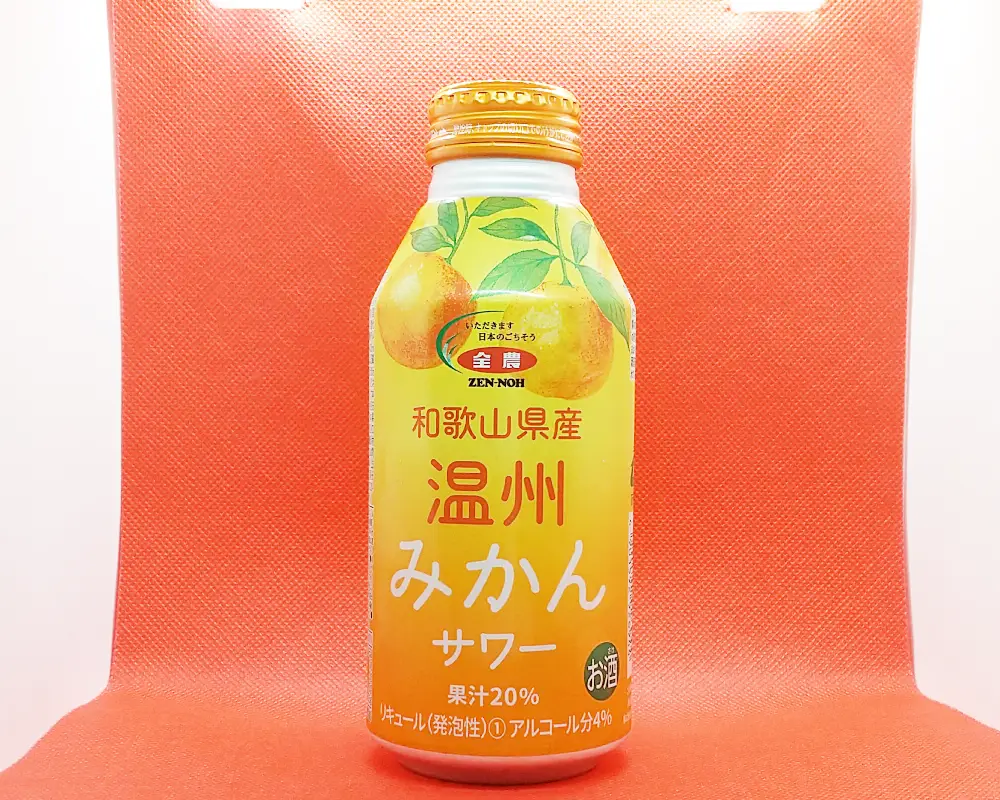 いただきます
日本のごちそう
全農
ZEN-NOH
和歌山県産
温州
みかん
サワー
お酒
果汁20%
リキュール(発泡性)① アルコール分4%